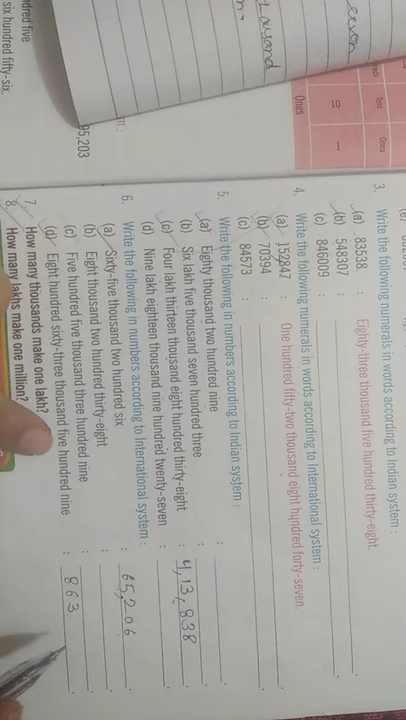 eeven
thousand
Tens
Ones
10
1
Ones
95,203
dred five
six hundred fifty-six.
3. Write the following numerals in words according to Indian system :
(a) 83538 : Eighty-three thousand five hundred thirty-eight.
(b) 548307 :
(c) 846009 :
4. Write the following numerals in words according to International system :
(a) 152847 : One hundred fifty-two thousand eight hundred forty-seven.
(b) 70394 :
(c) 84573 :
5. Write the following in numbers according to Indian system :
(a) Eighty thousand two hundred nine :
(b) Six lakh five thousand seven hundred three :
(c) Four lakh thirteen thousand eight hundred thirty-eight : 4,13,838
(d) Nine lakh eighteen thousand nine hundred twenty-seven :
6. Write the following in numbers according to International system :
(a) Sixty-five thousand two hundred six : 65,206
(b) Eight thousand two hundred thirty-eight :
(c) Five hundred five thousand three hundred nine :
(d) Eight hundred sixty-three thousand five hundred nine : 863
7. How many thousands make one lakh?
8. How many lakhs make one million?